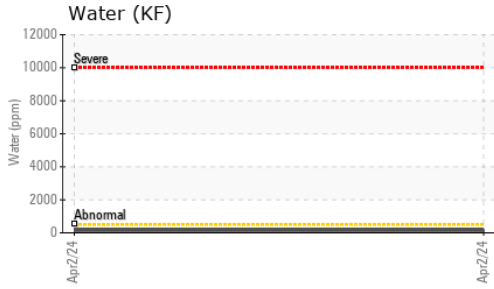 Water (KF)
12000
10000
8000
6000
4000
2000
0
Water (ppm)
Severe
Abnormal
Apr2/24
Apr2/24